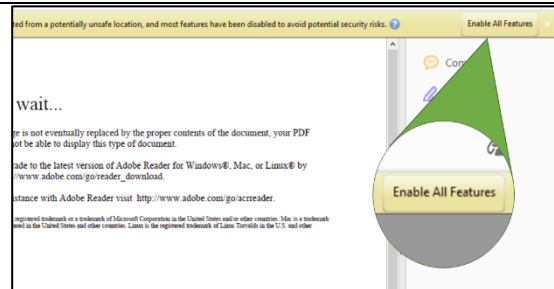 ted from a potentially unsafe location, and most features have been disabled to avoid potential security risks. Enable All Features
Com
wait...
ge is not eventually replaced by the proper contents of the document, your PDF
not be able to display this type of document.
rade to the latest version of Adobe Reader for Windows®, Mac, or Linux® by
//www.adobe.com/go/reader_download.
istance with Adobe Reader visit http://www.adobe.com/go/acrreader.
registered trademark or a trademark of Microsoft Corporation in the United States and/or other countries. Mac is a trademark
ered in the United States and other countries. Linux is the registered trademark of Linus Torvalds in the U.S. and other
Enable All Features